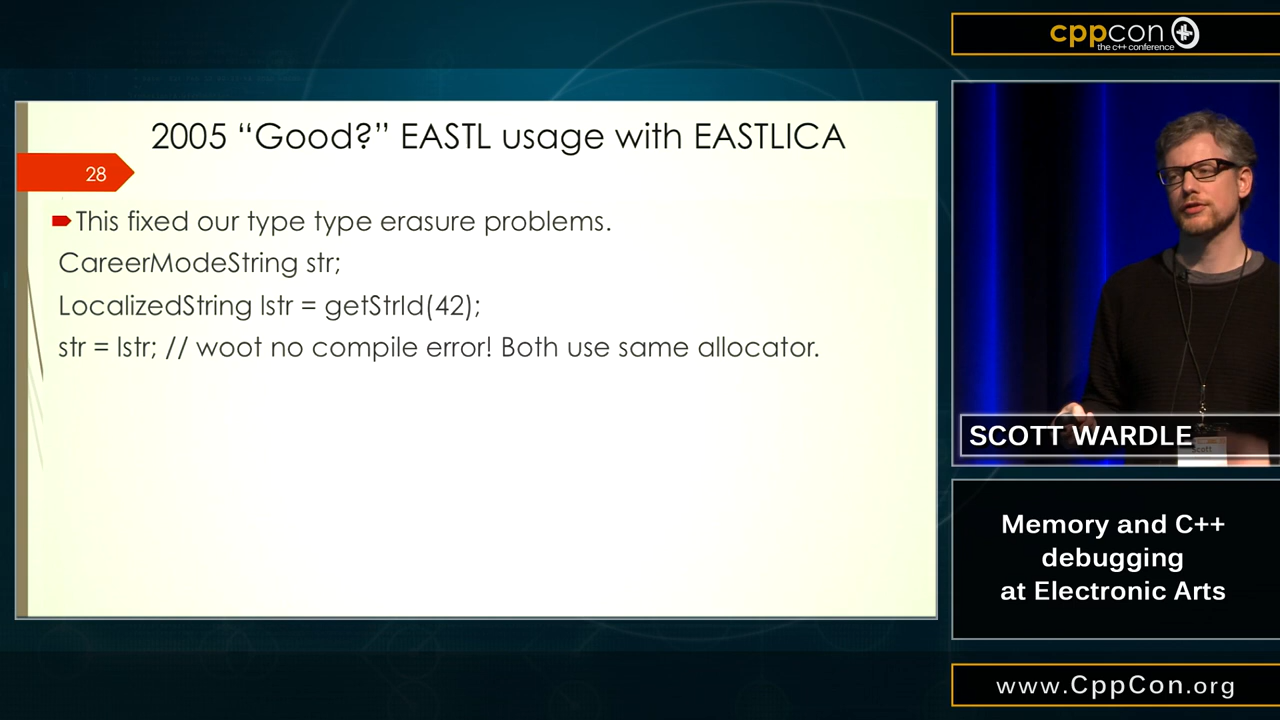 cppcon
the c++ conference
2005 “Good?” EASTL usage with EASTLICA
28
This fixed our type type erasure problems.
CareerModeString str;
LocalizedString lstr = getStrId(42);
str = lstr; // woot no compile error! Both use same allocator.
SCOTT WARDLE
Scott
Memory and C++
debugging
at Electronic Arts
www.CppCon.org